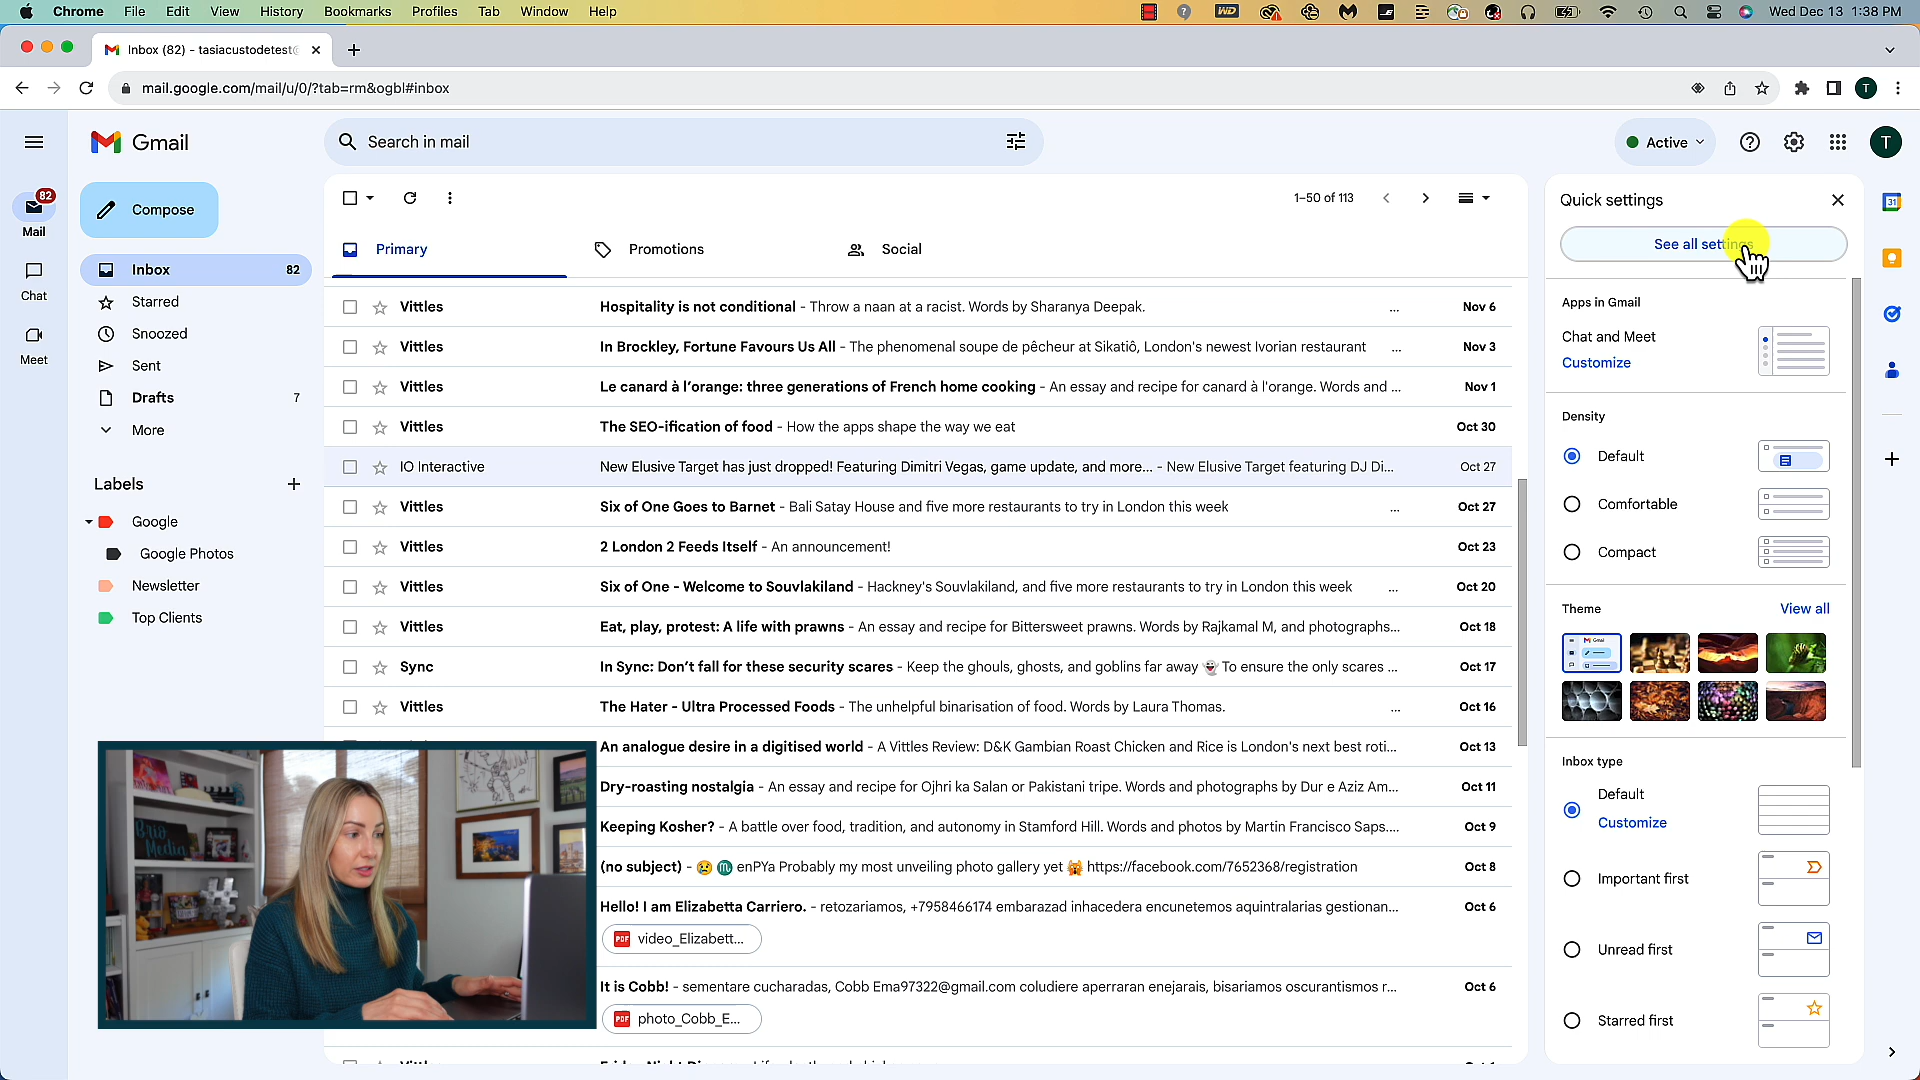 Chrome File Edit View History Bookmarks Profiles Tab Window Help
WD
Wed Dec 13 1:38 PM
Inbox (82) - tasiacustodetest@
mail.google.com/mail/u/0/?tab=rm&ogbl#inbox
T
Gmail
Search in mail
Active
T
82
Mail
Chat
Meet
Compose
Inbox 82
Starred
Snoozed
Sent
Drafts 7
More
Labels
Google
Google Photos
Newsletter
Top Clients
1–50 of 113
Primary Promotions Social
Vittles Hospitality is not conditional - Throw a naan at a racist. Words by Sharanya Deepak. ... Nov 6
Vittles In Brockley, Fortune Favours Us All - The phenomenal soupe de pêcheur at Sikatiô, London's newest Ivorian restaurant ... Nov 3
Vittles Le canard à l’orange: three generations of French home cooking - An essay and recipe for canard à l'orange. Words and ... Nov 1
Vittles The SEO-ification of food - How the apps shape the way we eat Oct 30
IO Interactive New Elusive Target has just dropped! Featuring Dimitri Vegas, game update, and more... - New Elusive Target featuring DJ Di... Oct 27
Vittles Six of One Goes to Barnet - Bali Satay House and five more restaurants to try in London this week ... Oct 27
Vittles 2 London 2 Feeds Itself - An announcement! Oct 23
Vittles Six of One - Welcome to Souvlakiland - Hackney's Souvlakiland, and five more restaurants to try in London this week ... Oct 20
Vittles Eat, play, protest: A life with prawns - An essay and recipe for Bittersweet prawns. Words by Rajkamal M, and photographs... Oct 18
Sync In Sync: Don’t fall for these security scares - Keep the ghouls, ghosts, and goblins far away 👻 To ensure the only scares ... Oct 17
Vittles The Hater - Ultra Processed Foods - The unhelpful binarisation of food. Words by Laura Thomas. ... Oct 16
An analogue desire in a digitised world - A Vittles Review: D&K Gambian Roast Chicken and Rice is London's next best roti... Oct 13
Dry-roasting nostalgia - An essay and recipe for Ojhri ka Salan or Pakistani tripe. Words and photographs by Dur e Aziz Am... Oct 11
Keeping Kosher? - A battle over food, tradition, and autonomy in Stamford Hill. Words and photos by Martin Francisco Saps.... Oct 9
(no subject) - 😢 ♏ enPYa Probably my most unveiling photo gallery yet 🙀 https://facebook.com/7652368/registration Oct 8
Hello! I am Elizabetta Carriero. - retozariamos, +7958466174 embarazad inhacedera encunetemos aquintralarias gestionan... Oct 6
PDF video_Elizabett...
It is Cobb! - sementare cucharadas, Cobb Ema97322@gmail.com coludiere aperraran enejarais, bisariamos oscurantismos r... Oct 6
PDF photo_Cobb_E...
Brio
Media
Quick settings
See all settings
Apps in Gmail
Chat and Meet
Customize
Density
Default
Comfortable
Compact
Theme View all
Gmail
Inbox type
Default
Customize
Important first
Unread first
Starred first
31